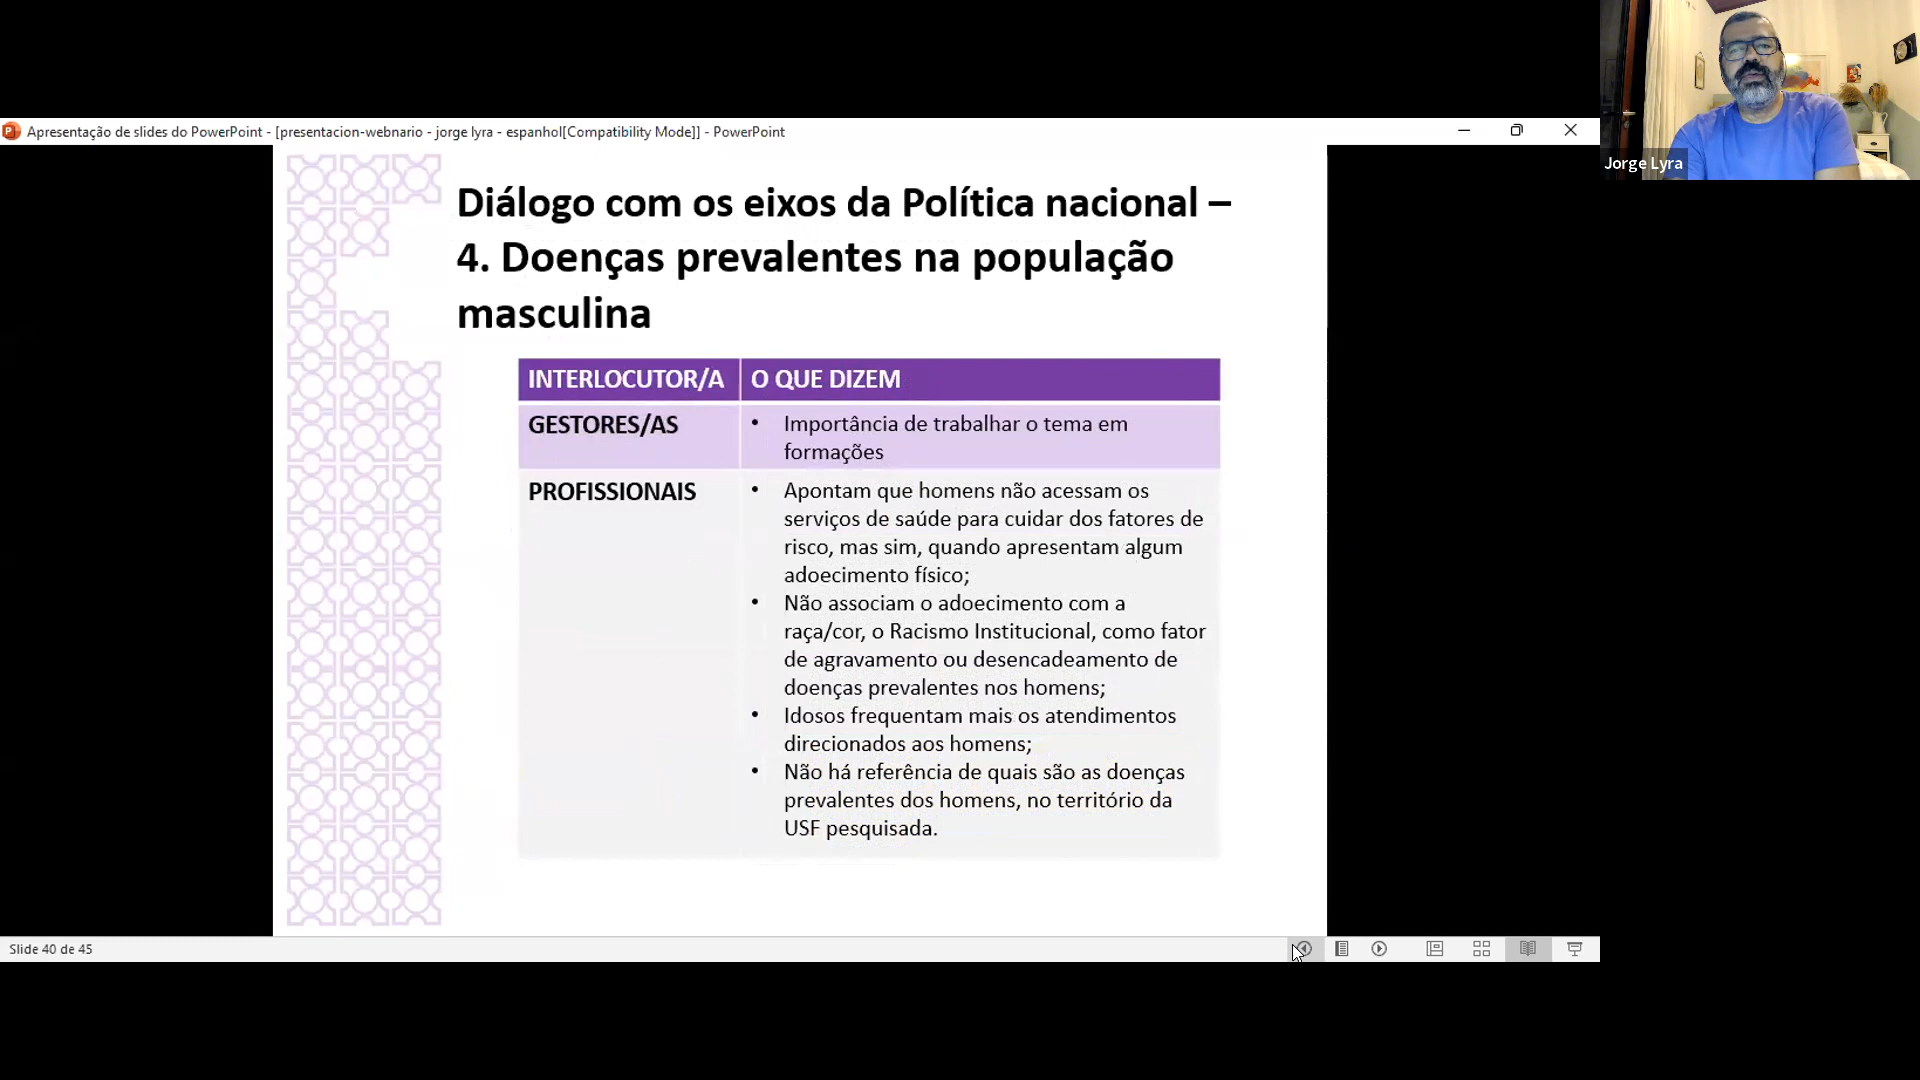 Jorge Lyra
Apresentação de slides do PowerPoint - [presentacion-webnario - jorge lyra - espanhol[Compatibility Mode]] - PowerPoint
Diálogo com os eixos da Política nacional –
4. Doenças prevalentes na população
masculina
INTERLOCUTOR/A
O QUE DIZEM
GESTORES/AS
• Importância de trabalhar o tema em
formações
PROFISSIONAIS
• Apontam que homens não acessam os
serviços de saúde para cuidar dos fatores de
risco, mas sim, quando apresentam algum
adoecimento físico;
• Não associam o adoecimento com a
raça/cor, o Racismo Institucional, como fator
de agravamento ou desencadeamento de
doenças prevalentes nos homens;
• Idosos frequentam mais os atendimentos
direcionados aos homens;
• Não há referência de quais são as doenças
prevalentes dos homens, no território da
USF pesquisada.
Slide 40 de 45